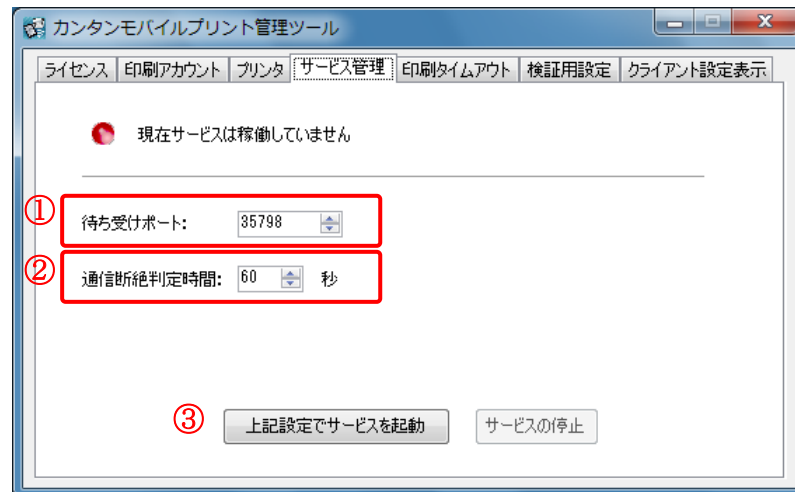 カンタンモバイルプリント管理ツール
ライセンス 印刷アカウント プリンタ サービス管理 印刷タイムアウト 検証用設定 クライアント設定表示
現在サービスは稼働していません
① 待ち受けポート: 35798
② 通信断絶判定時間: 60 秒
③ 上記設定でサービスを起動 サービスの停止